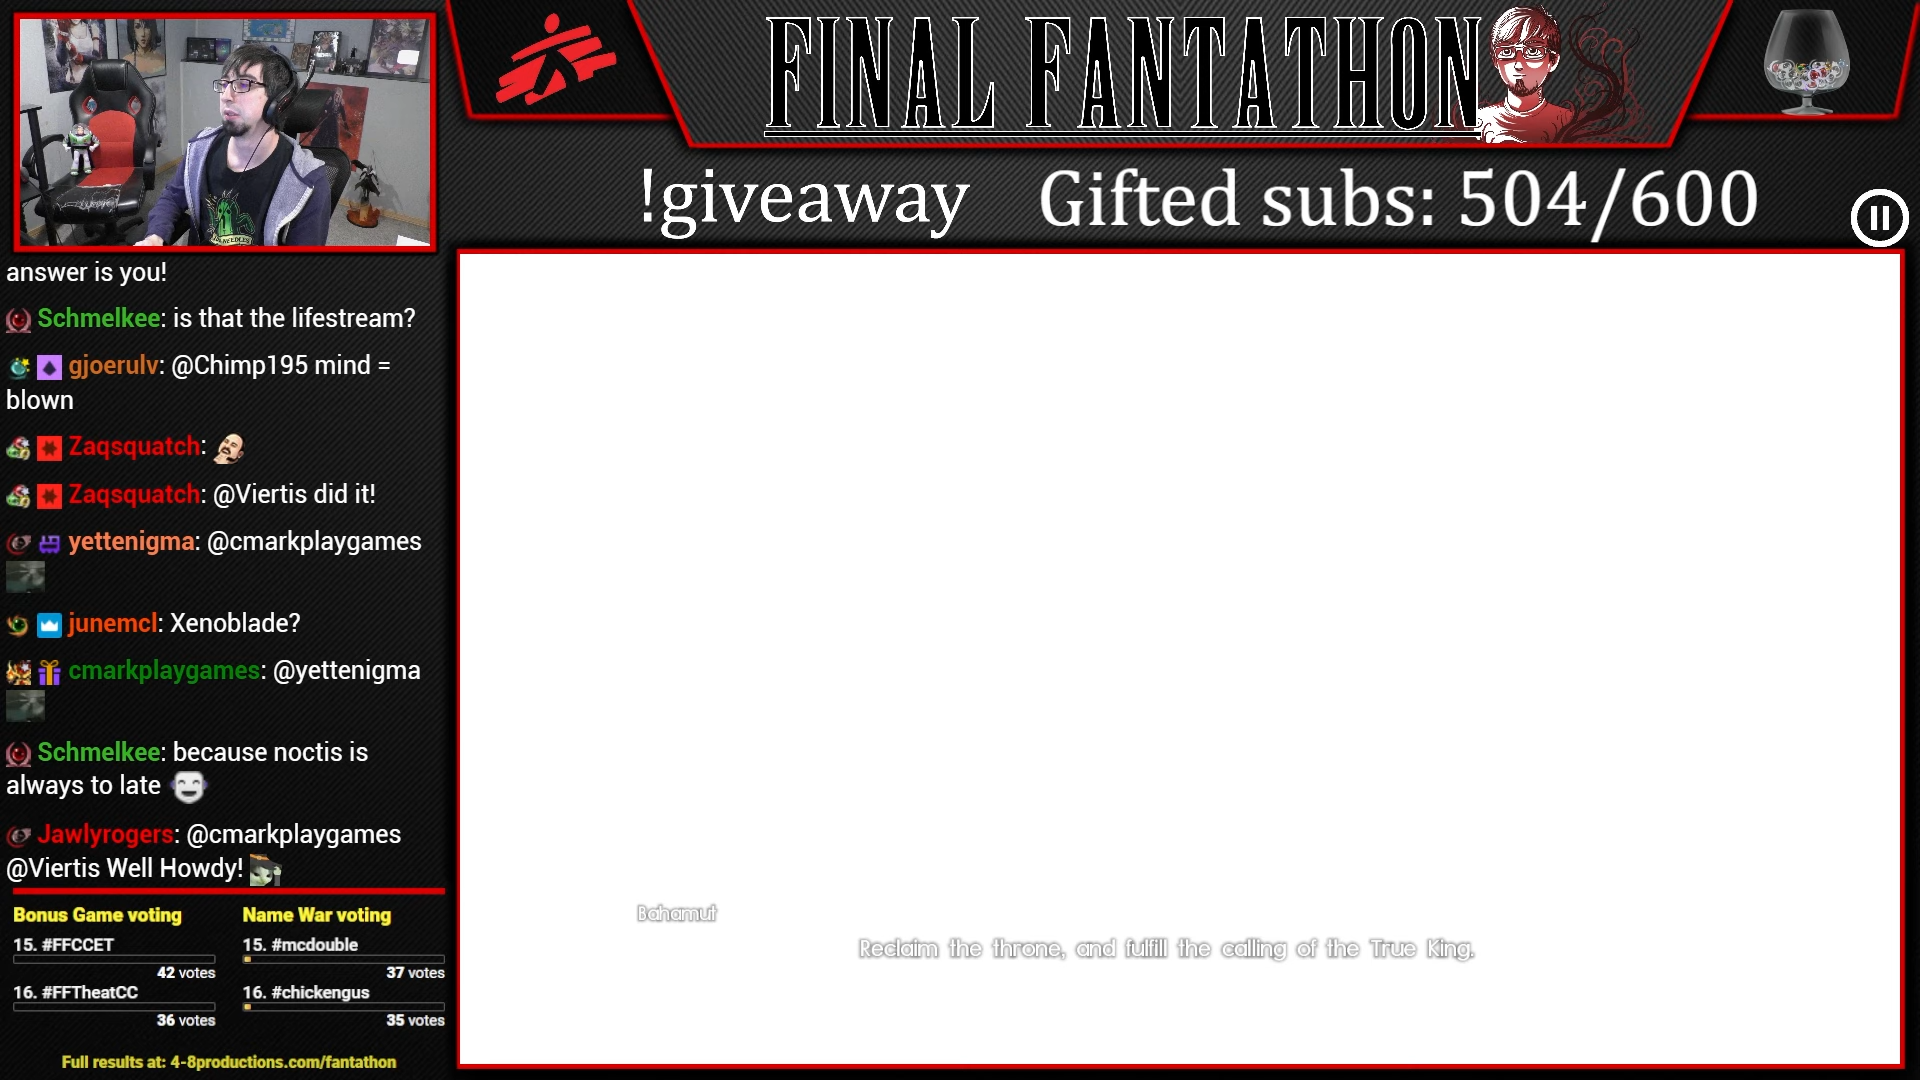 FINAL FANTATHON
!giveaway Gifted subs: 504/600
answer is you!
Schmelkee: is that the lifestream?
gjoerulv: @Chimp195 mind =
blown
Zaqsquatch:
Zaqsquatch: @Viertis did it!
yettenigma: @cmarkplaygames
junemcl: Xenoblade?
cmarkplaygames: @yettenigma
Schmelkee: because noctis is
always to late
Jawlyrogers: @cmarkplaygames
@Viertis Well Howdy!
Bonus Game voting
15. #FFCCET
42 votes
16. #FFTheatCC
36 votes
Name War voting
15. #mcdouble
37 votes
16. #chickengus
35 votes
Full results at: 4-8productions.com/fantathon
Bahamut
Reclaim the throne, and fulfill the calling of the True King.